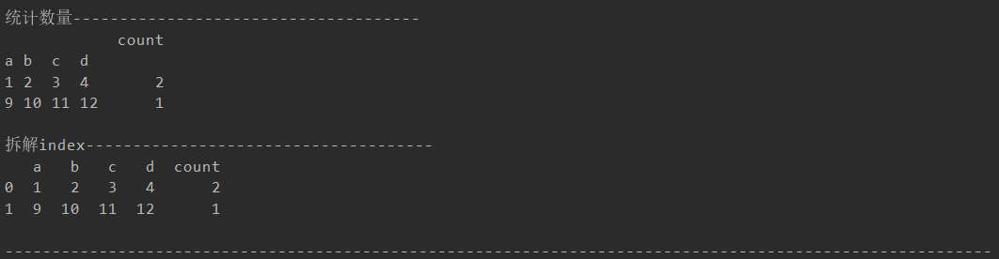 统计数量-------------------------------------
            count
a b  c  d
1 2  3  4       2
9 10 11 12      1
拆解index-------------------------------------
   a   b   c   d  count
0  1   2   3   4      2
1  9  10  11  12      1
---------------------------------------------------------------------------------------------------------